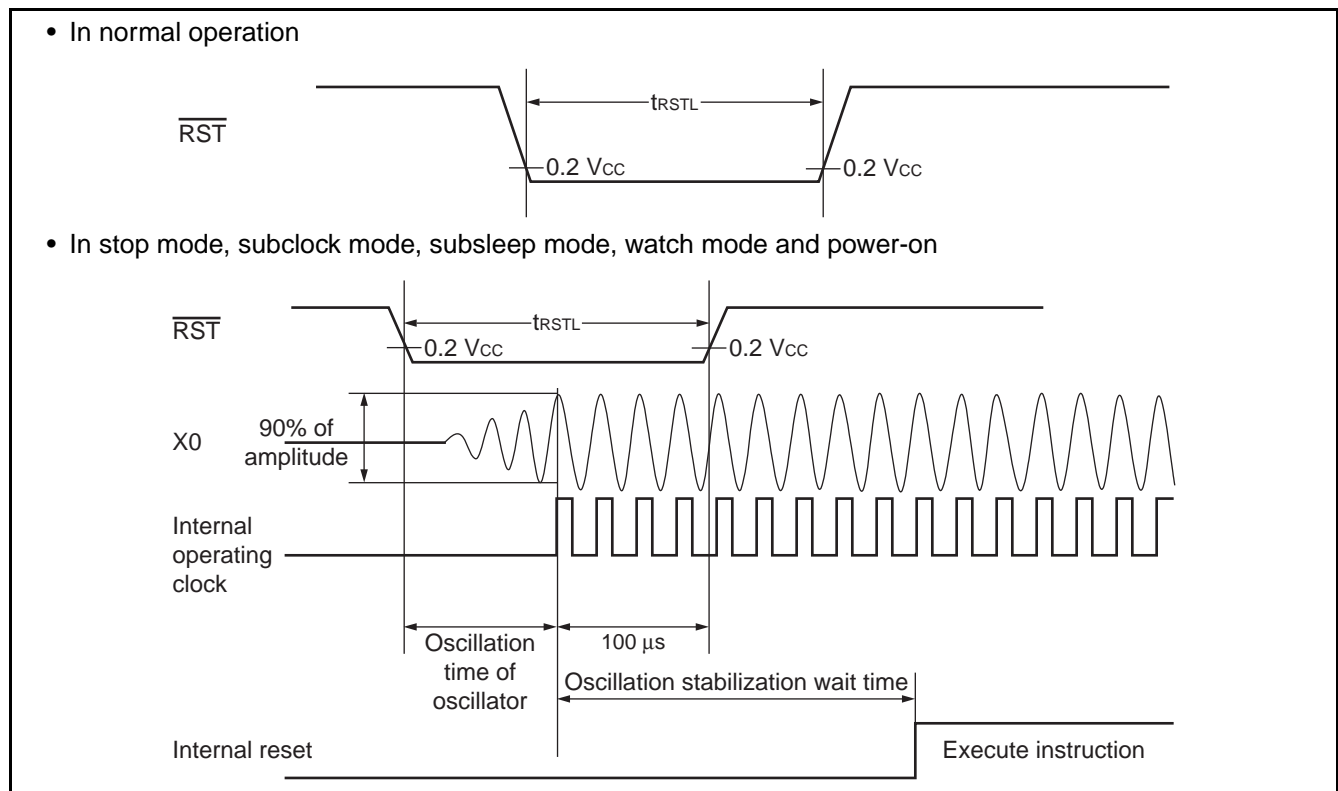 • In normal operation
tRSTL
RST
0.2 VCC
0.2 VCC
• In stop mode, subclock mode, subsleep mode, watch mode and power-on
RST
tRSTL
0.2 VCC
0.2 VCC
X0
90% of
amplitude
Internal
operating
clock
Oscillation
time of
oscillator
100 μs
Oscillation stabilization wait time
Internal reset
Execute instruction